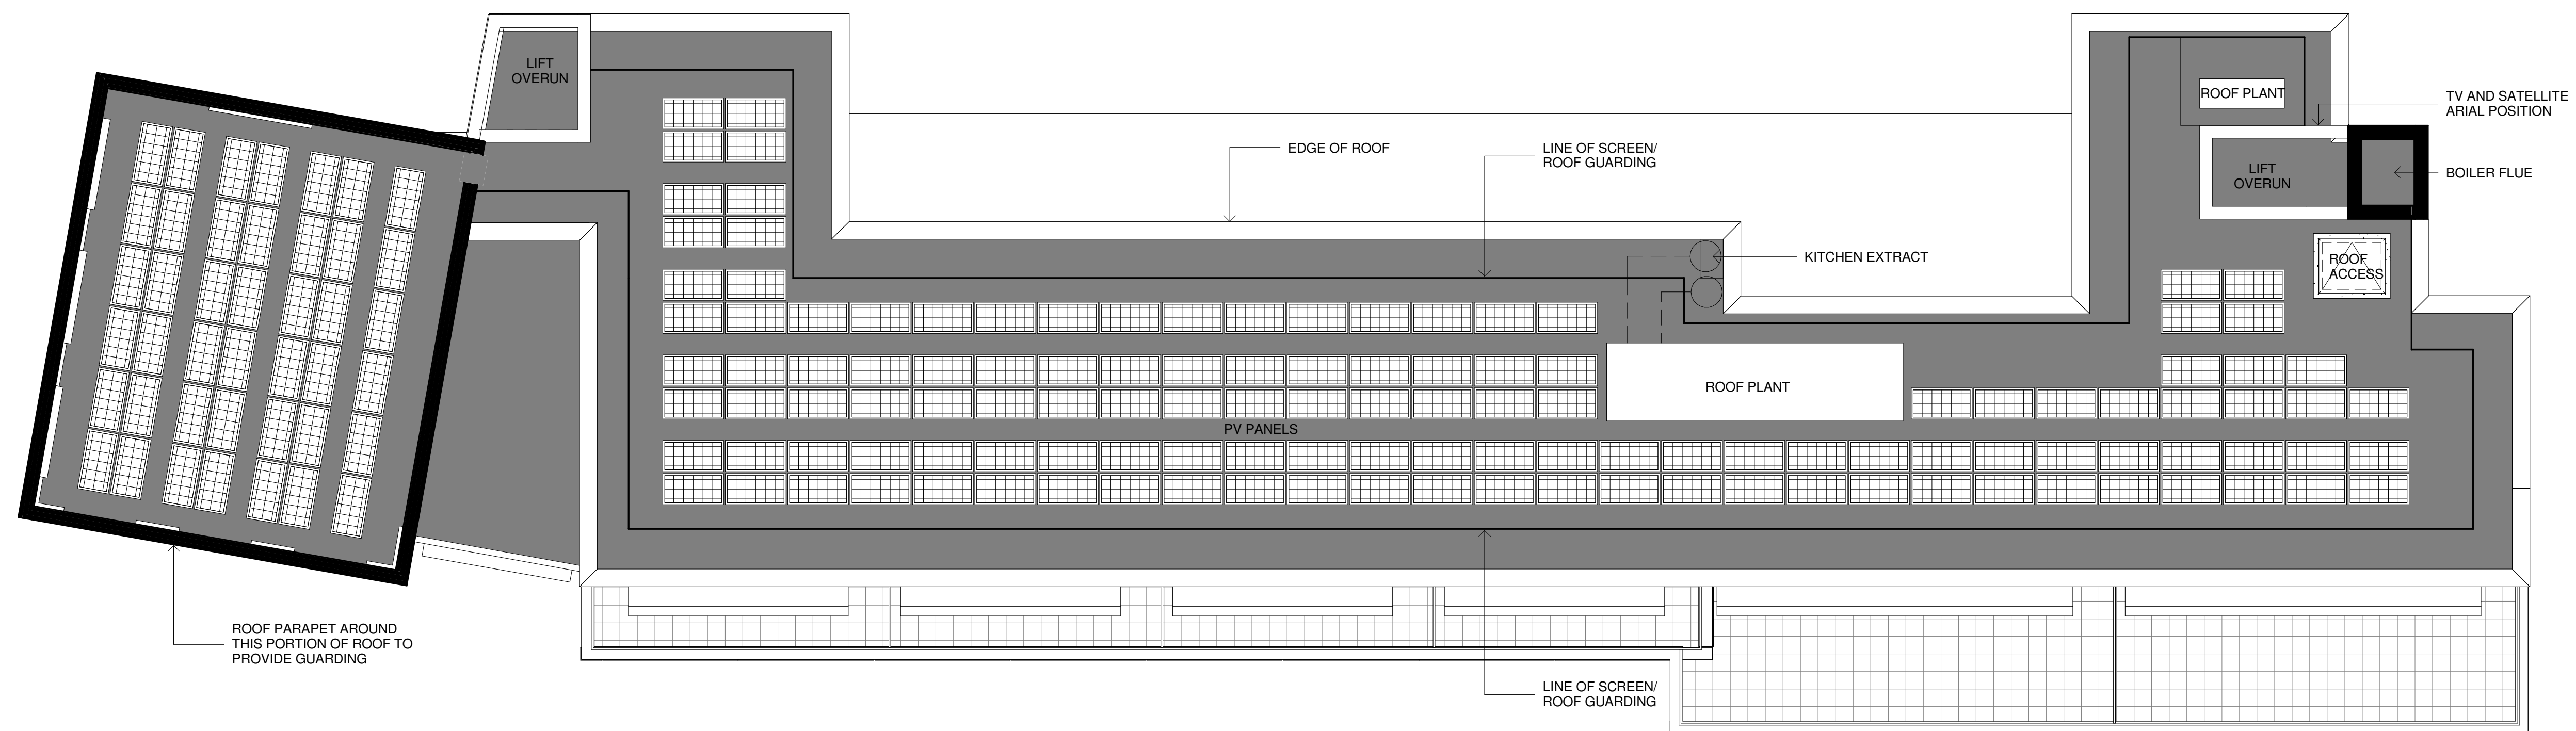 LIFT
OVERUN
ROOF PLANT
TV AND SATELLITE
ARIAL POSITION
EDGE OF ROOF
LINE OF SCREEN/
ROOF GUARDING
LIFT
OVERUN
BOILER FLUE
KITCHEN EXTRACT
ROOF
ACCESS
ROOF PLANT
PV PANELS
ROOF PARAPET AROUND
THIS PORTION OF ROOF TO
PROVIDE GUARDING
LINE OF SCREEN/
ROOF GUARDING